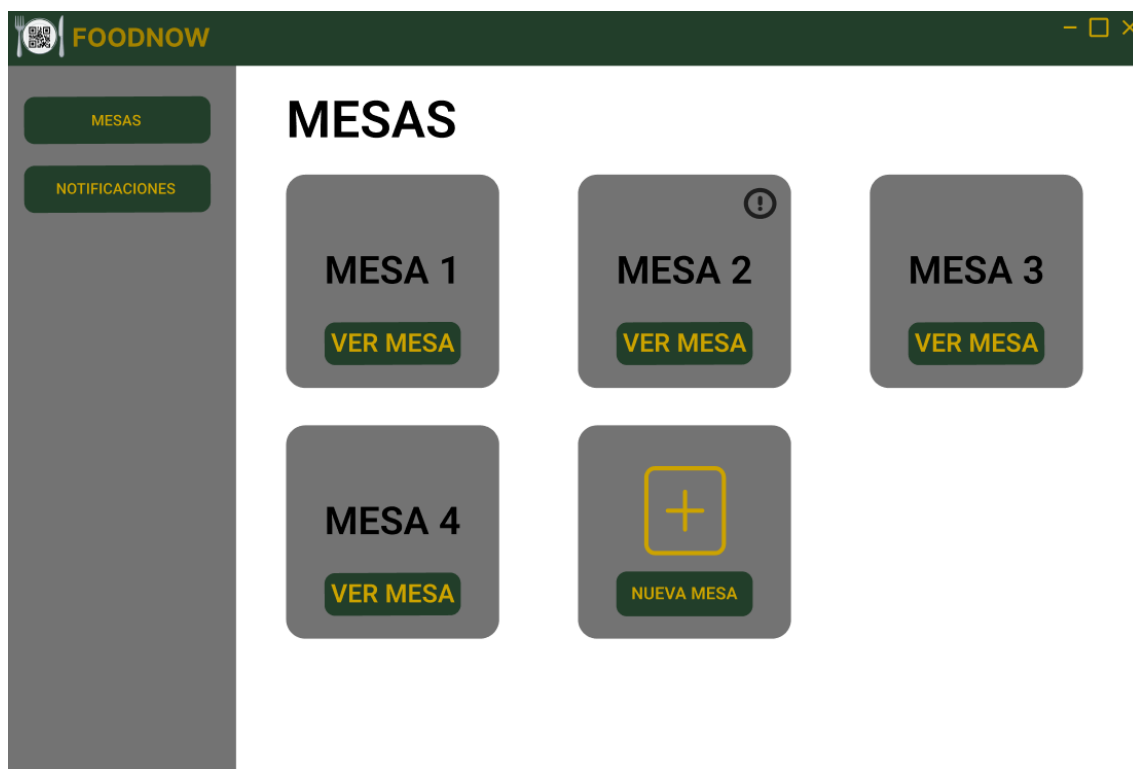 FOODNOW
MESAS
NOTIFICACIONES
MESAS
MESA 1
VER MESA
MESA 2
VER MESA
MESA 3
VER MESA
MESA 4
VER MESA
NUEVA MESA